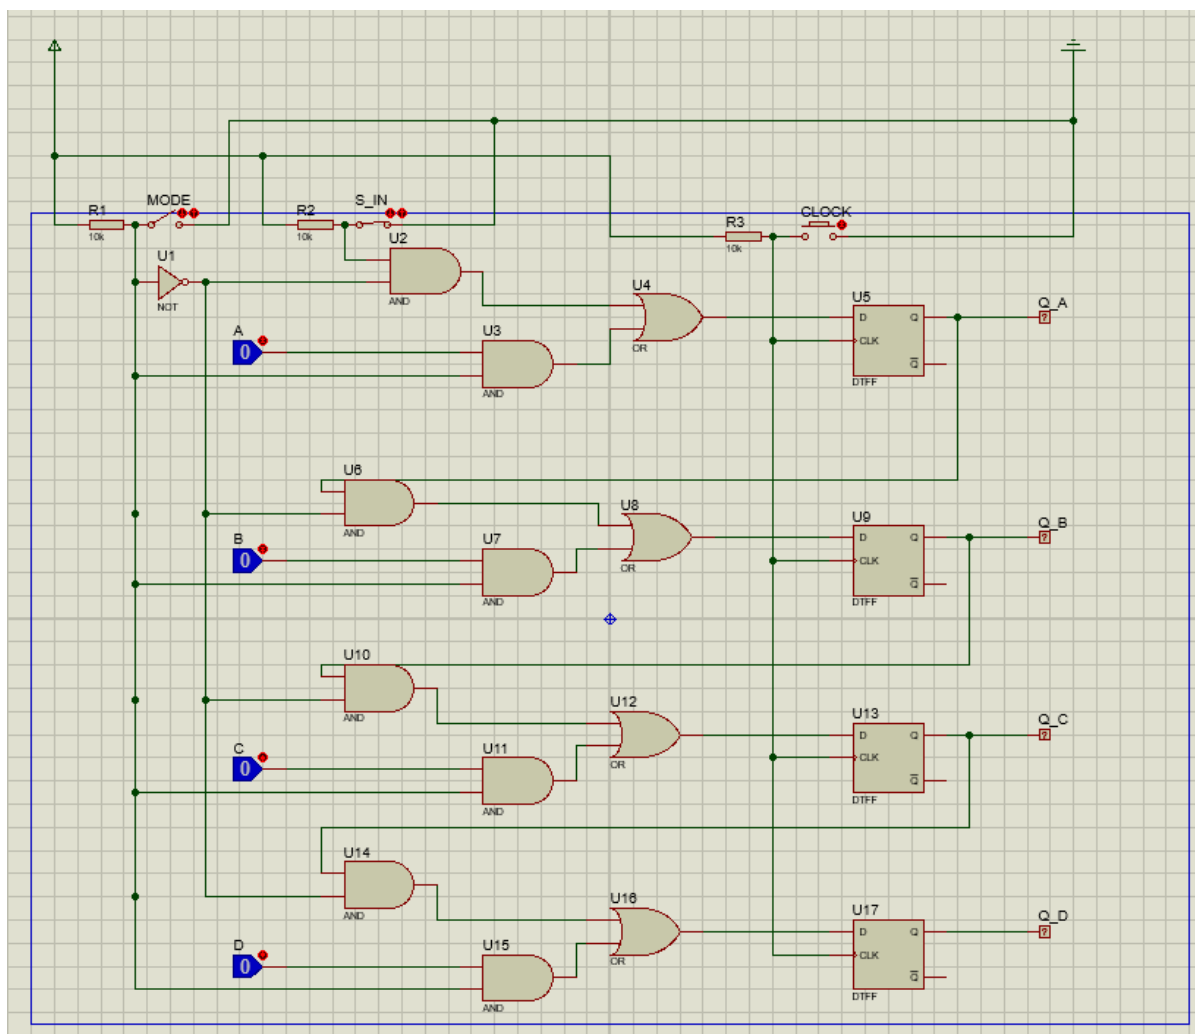 MODE
S_IN
CLOCK
R1
10k
R2
10k
R3
10k
U1
NOT
U2
AND
U4
OR
U5
D Q
CLK
Q
DTFF
Q_A
?
A
0
U3
AND
U6
AND
U8
OR
U9
D Q
CLK
Q
DTFF
Q_B
?
B
0
U7
AND
U10
AND
U12
OR
U13
D Q
CLK
Q
DTFF
Q_C
?
C
0
U11
AND
U14
AND
U16
OR
U17
D Q
CLK
Q
DTFF
Q_D
?
D
0
U15
AND